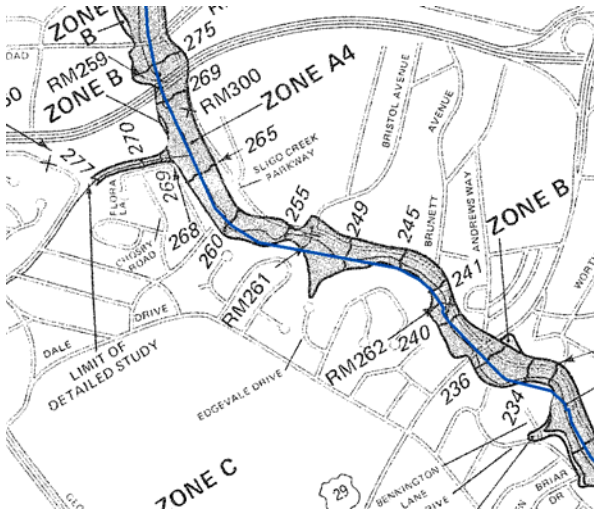 ZONE
B
275
OAD
RM259
269
ZONE B
RM300
ZONE A4
BRISTOL AVENUE
AVENUE
270
265
277
SLIGO CREEK
PARKWAY
FLORA
LA
269
255
249
245
BRUNETT
ANDREWS WAY
ZONE B
CROSBY
ROAD
268
260
RM261
241
DRIVE
DALE
LIMIT OF
DETAILED STUDY
RM262
240
EDGEVALE DRIVE
236
234
ZONE C
29
BENNINGTON
LANE
DRIVE
BRIAR
DR